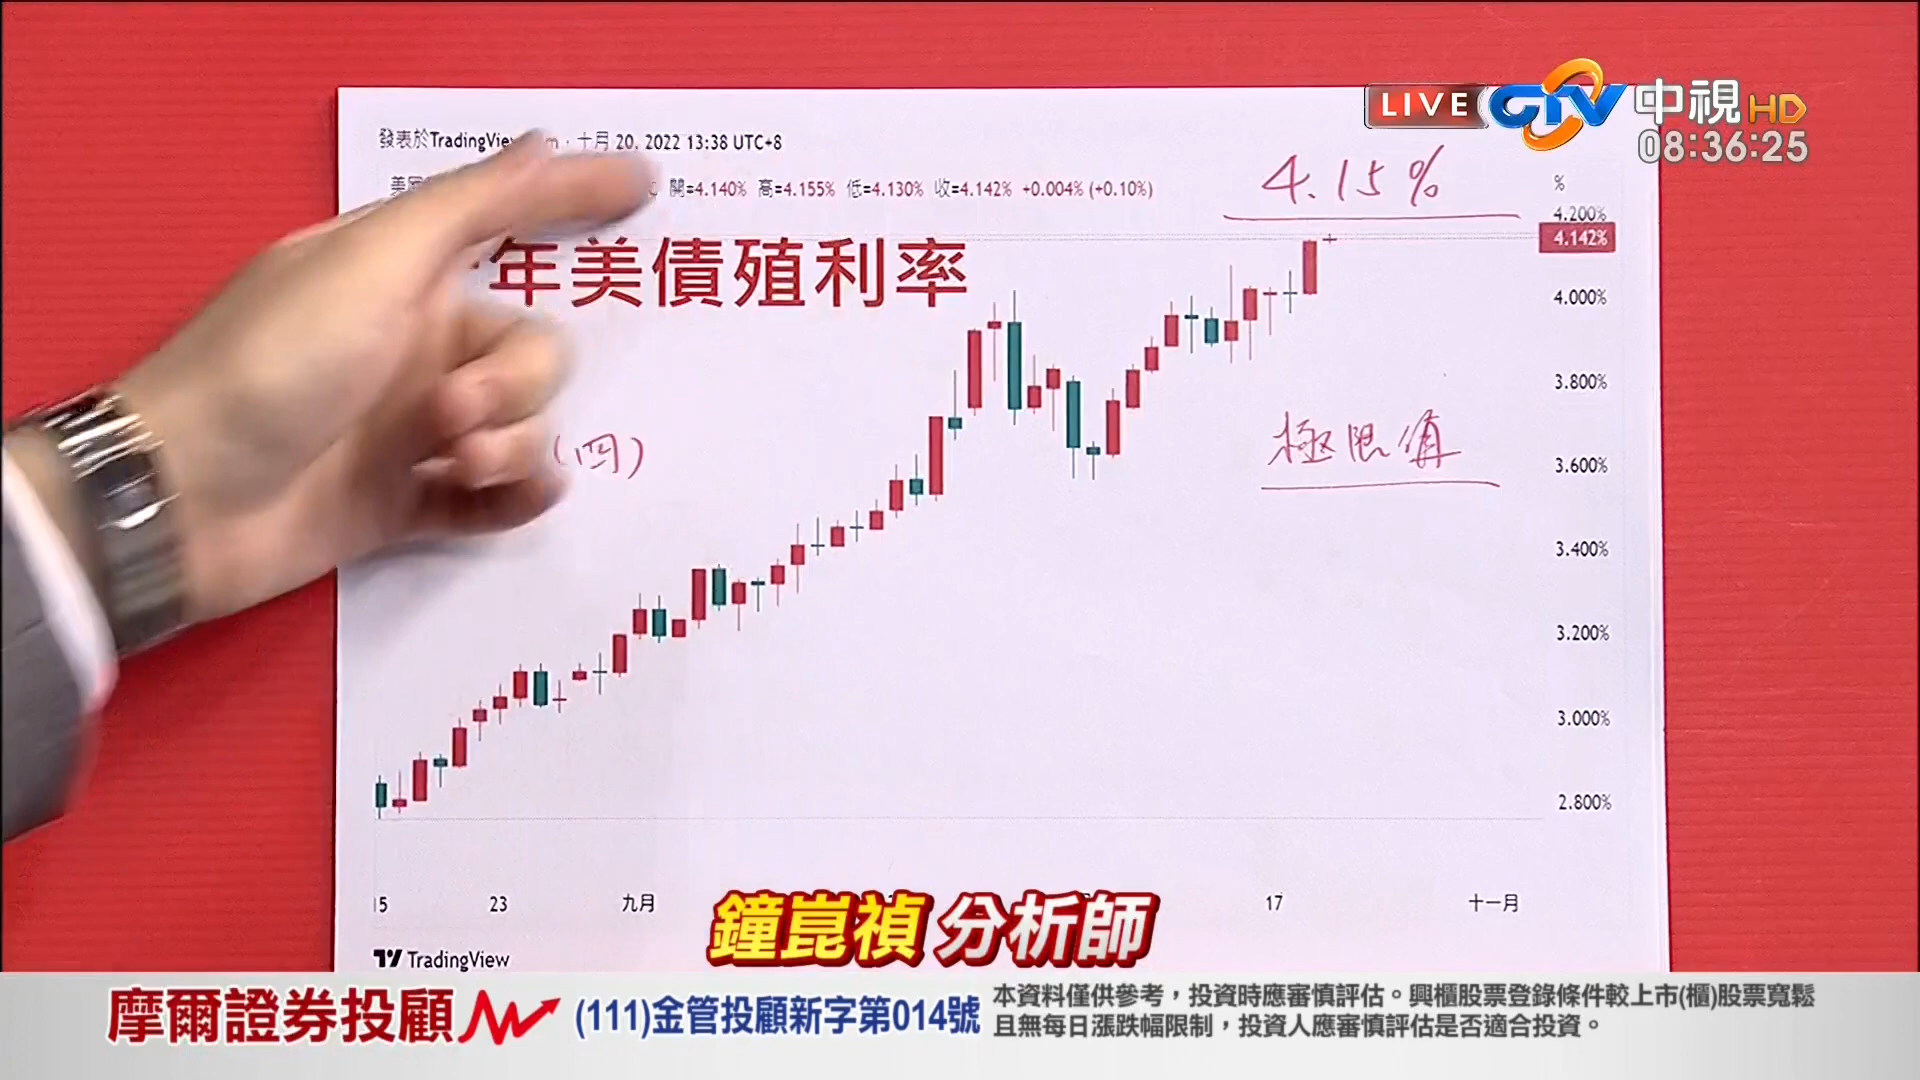 LIVE CTV 中視HD
08:36:25
發表於TradingVie m · 十月 20, 2022 13:38 UTC+8
開=4.140% 高=4.155% 低=4.130% 收=4.142% +0.004% (+0.10%)
4.15%
%
4.200%
4.142%
年美債殖利率
4.000%
3.800%
極限值
(四)
3.600%
3.400%
3.200%
3.000%
2.800%
15 23 九月 17 十一月
TradingView
鐘崑禎 分析師
摩爾證券投顧 (111)金管投顧新字第014號
本資料僅供參考，投資時應審慎評估。興櫃股票登錄條件較上市(櫃)股票寬鬆
且無每日漲跌幅限制，投資人應審慎評估是否適合投資。